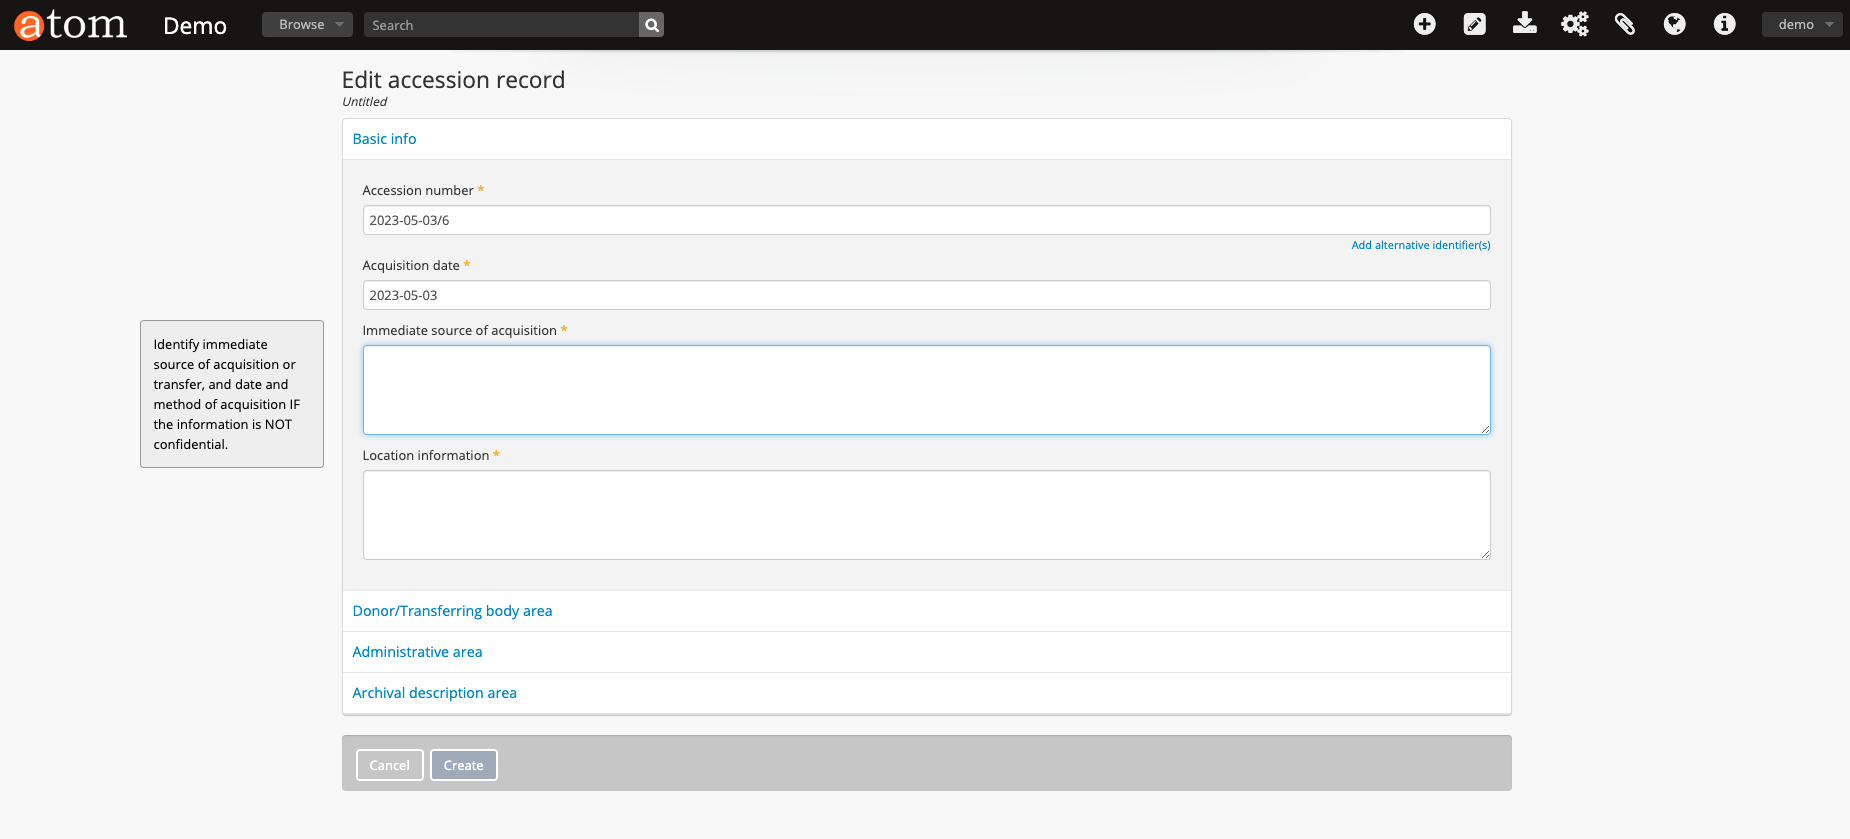 atom Demo Browse Search demo
Edit accession record
Untitled
Basic info
Accession number *
2023-05-03/6
Add alternative identifier(s)
Acquisition date *
2023-05-03
Immediate source of acquisition *
Identify immediate
source of acquisition or
transfer, and date and
method of acquisition IF
the information is NOT
confidential.
Location information *
Donor/Transferring body area
Administrative area
Archival description area
Cancel Create